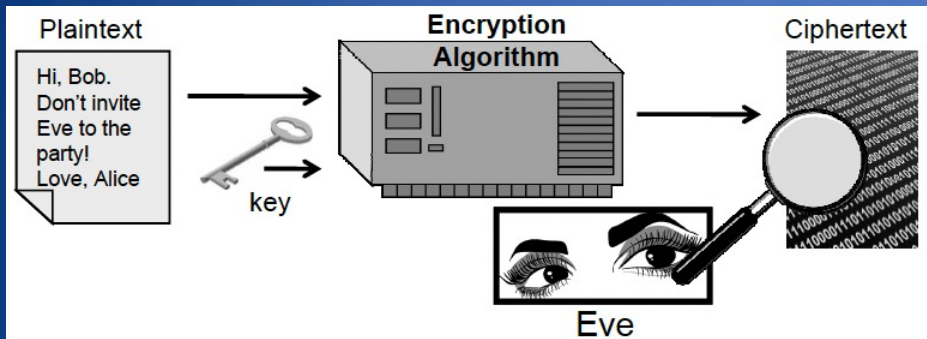 Plaintext
Encryption
Algorithm
Ciphertext
Hi, Bob.
Don't invite
Eve to the
party!
Love, Alice
key
Eve